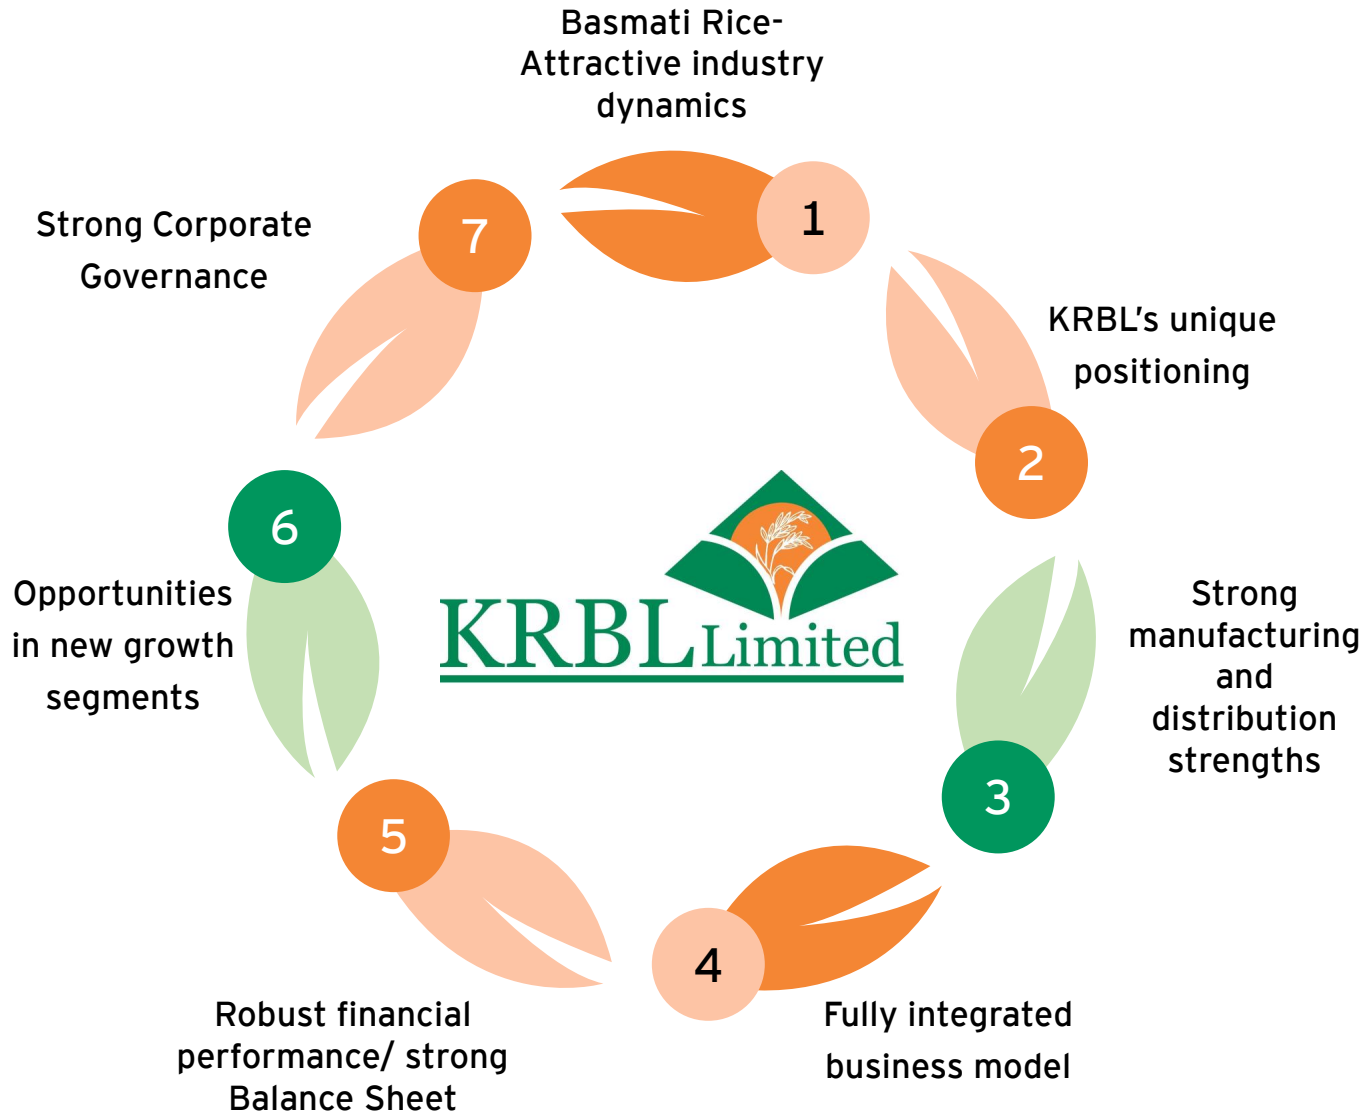 Basmati Rice-
Attractive industry
dynamics
1
KRBL's unique
positioning
2
Strong
manufacturing
and
distribution
strengths
3
Fully integrated
business model
4
Robust financial
performance/ strong
Balance Sheet
5
Opportunities
in new growth
segments
6
Strong Corporate
Governance
7
KRBL Limited